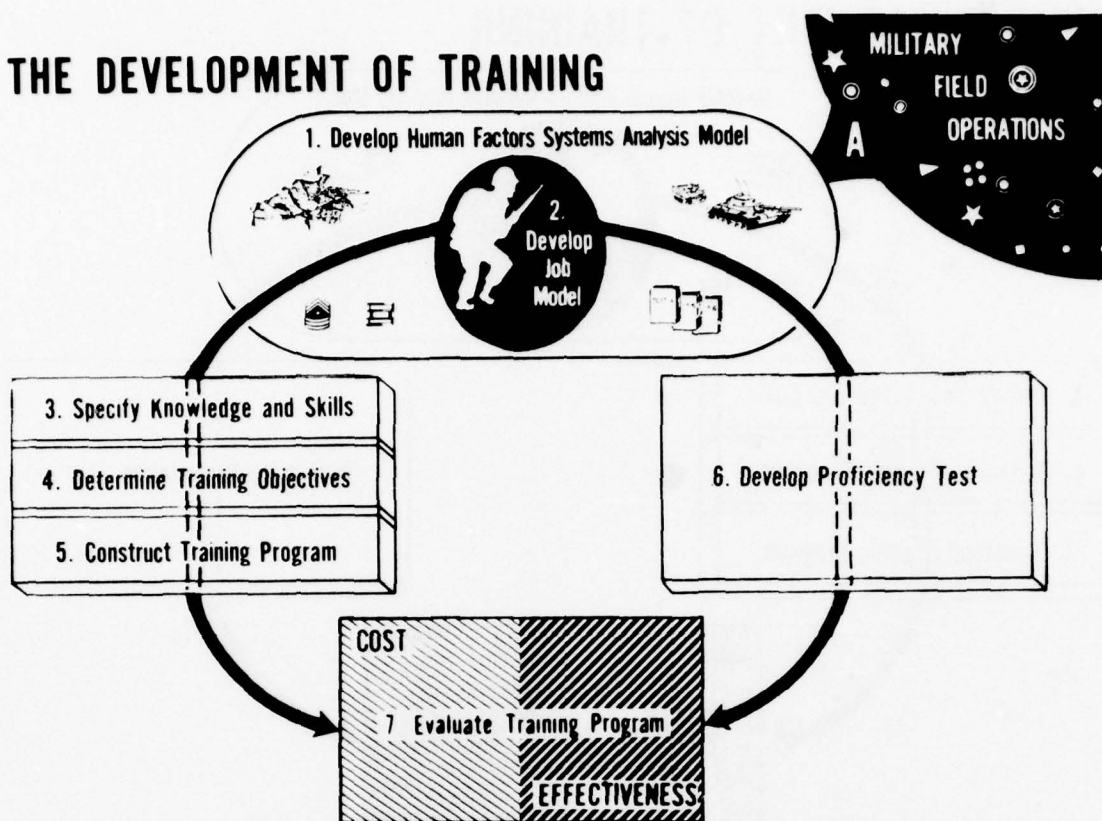 THE DEVELOPMENT OF TRAINING
MILITARY
FIELD
OPERATIONS
A
1. Develop Human Factors Systems Analysis Model
2.
Develop
Job
Model
3. Specify Knowledge and Skills
4. Determine Training Objectives
5. Construct Training Program
6. Develop Proficiency Test
COST
7 Evaluate Training Program
EFFECTIVENESS